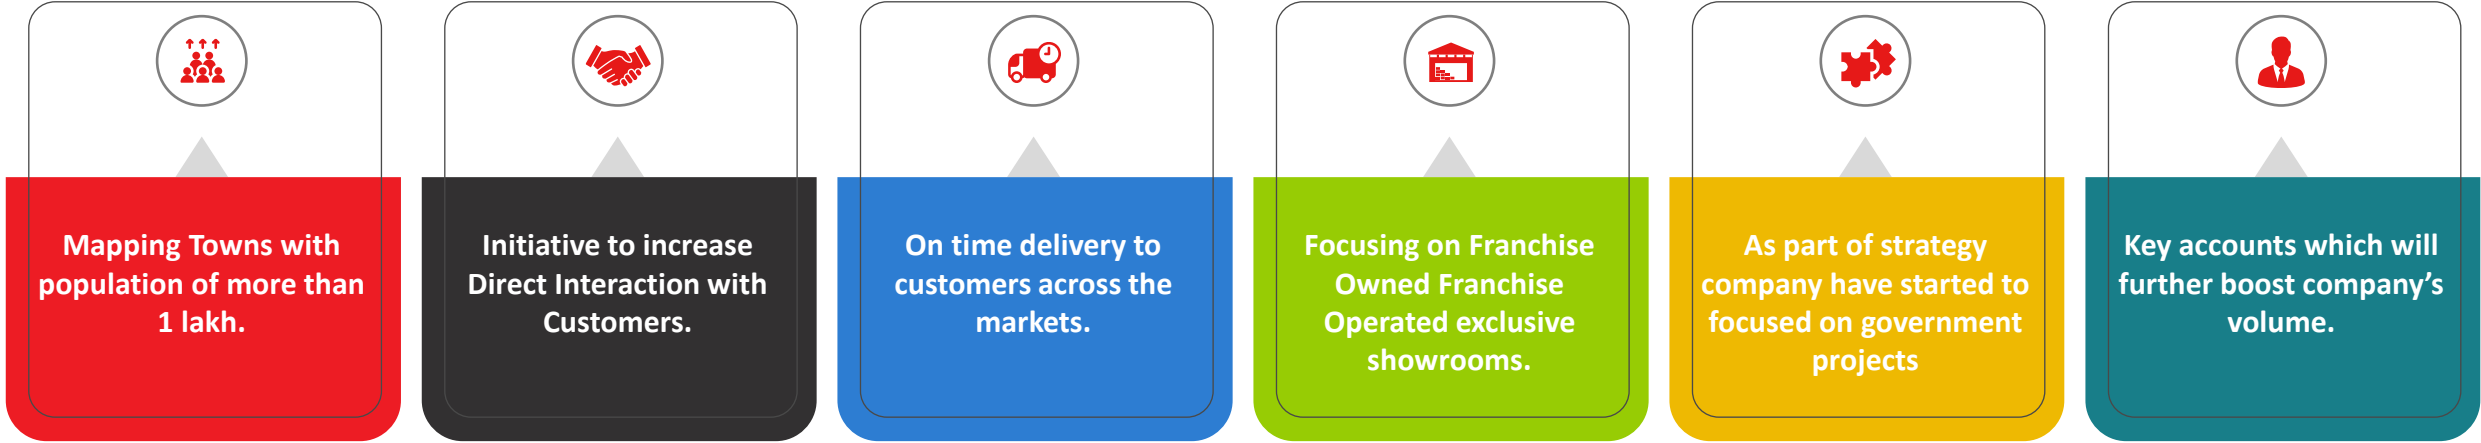 Mapping Towns with
population of more than
1 lakh.
Initiative to increase
Direct Interaction with
Customers.
On time delivery to
customers across the
markets.
Focusing on Franchise
Owned Franchise
Operated exclusive
showrooms.
As part of strategy
company have started to
focused on government
projects
Key accounts which will
further boost company’s
volume.